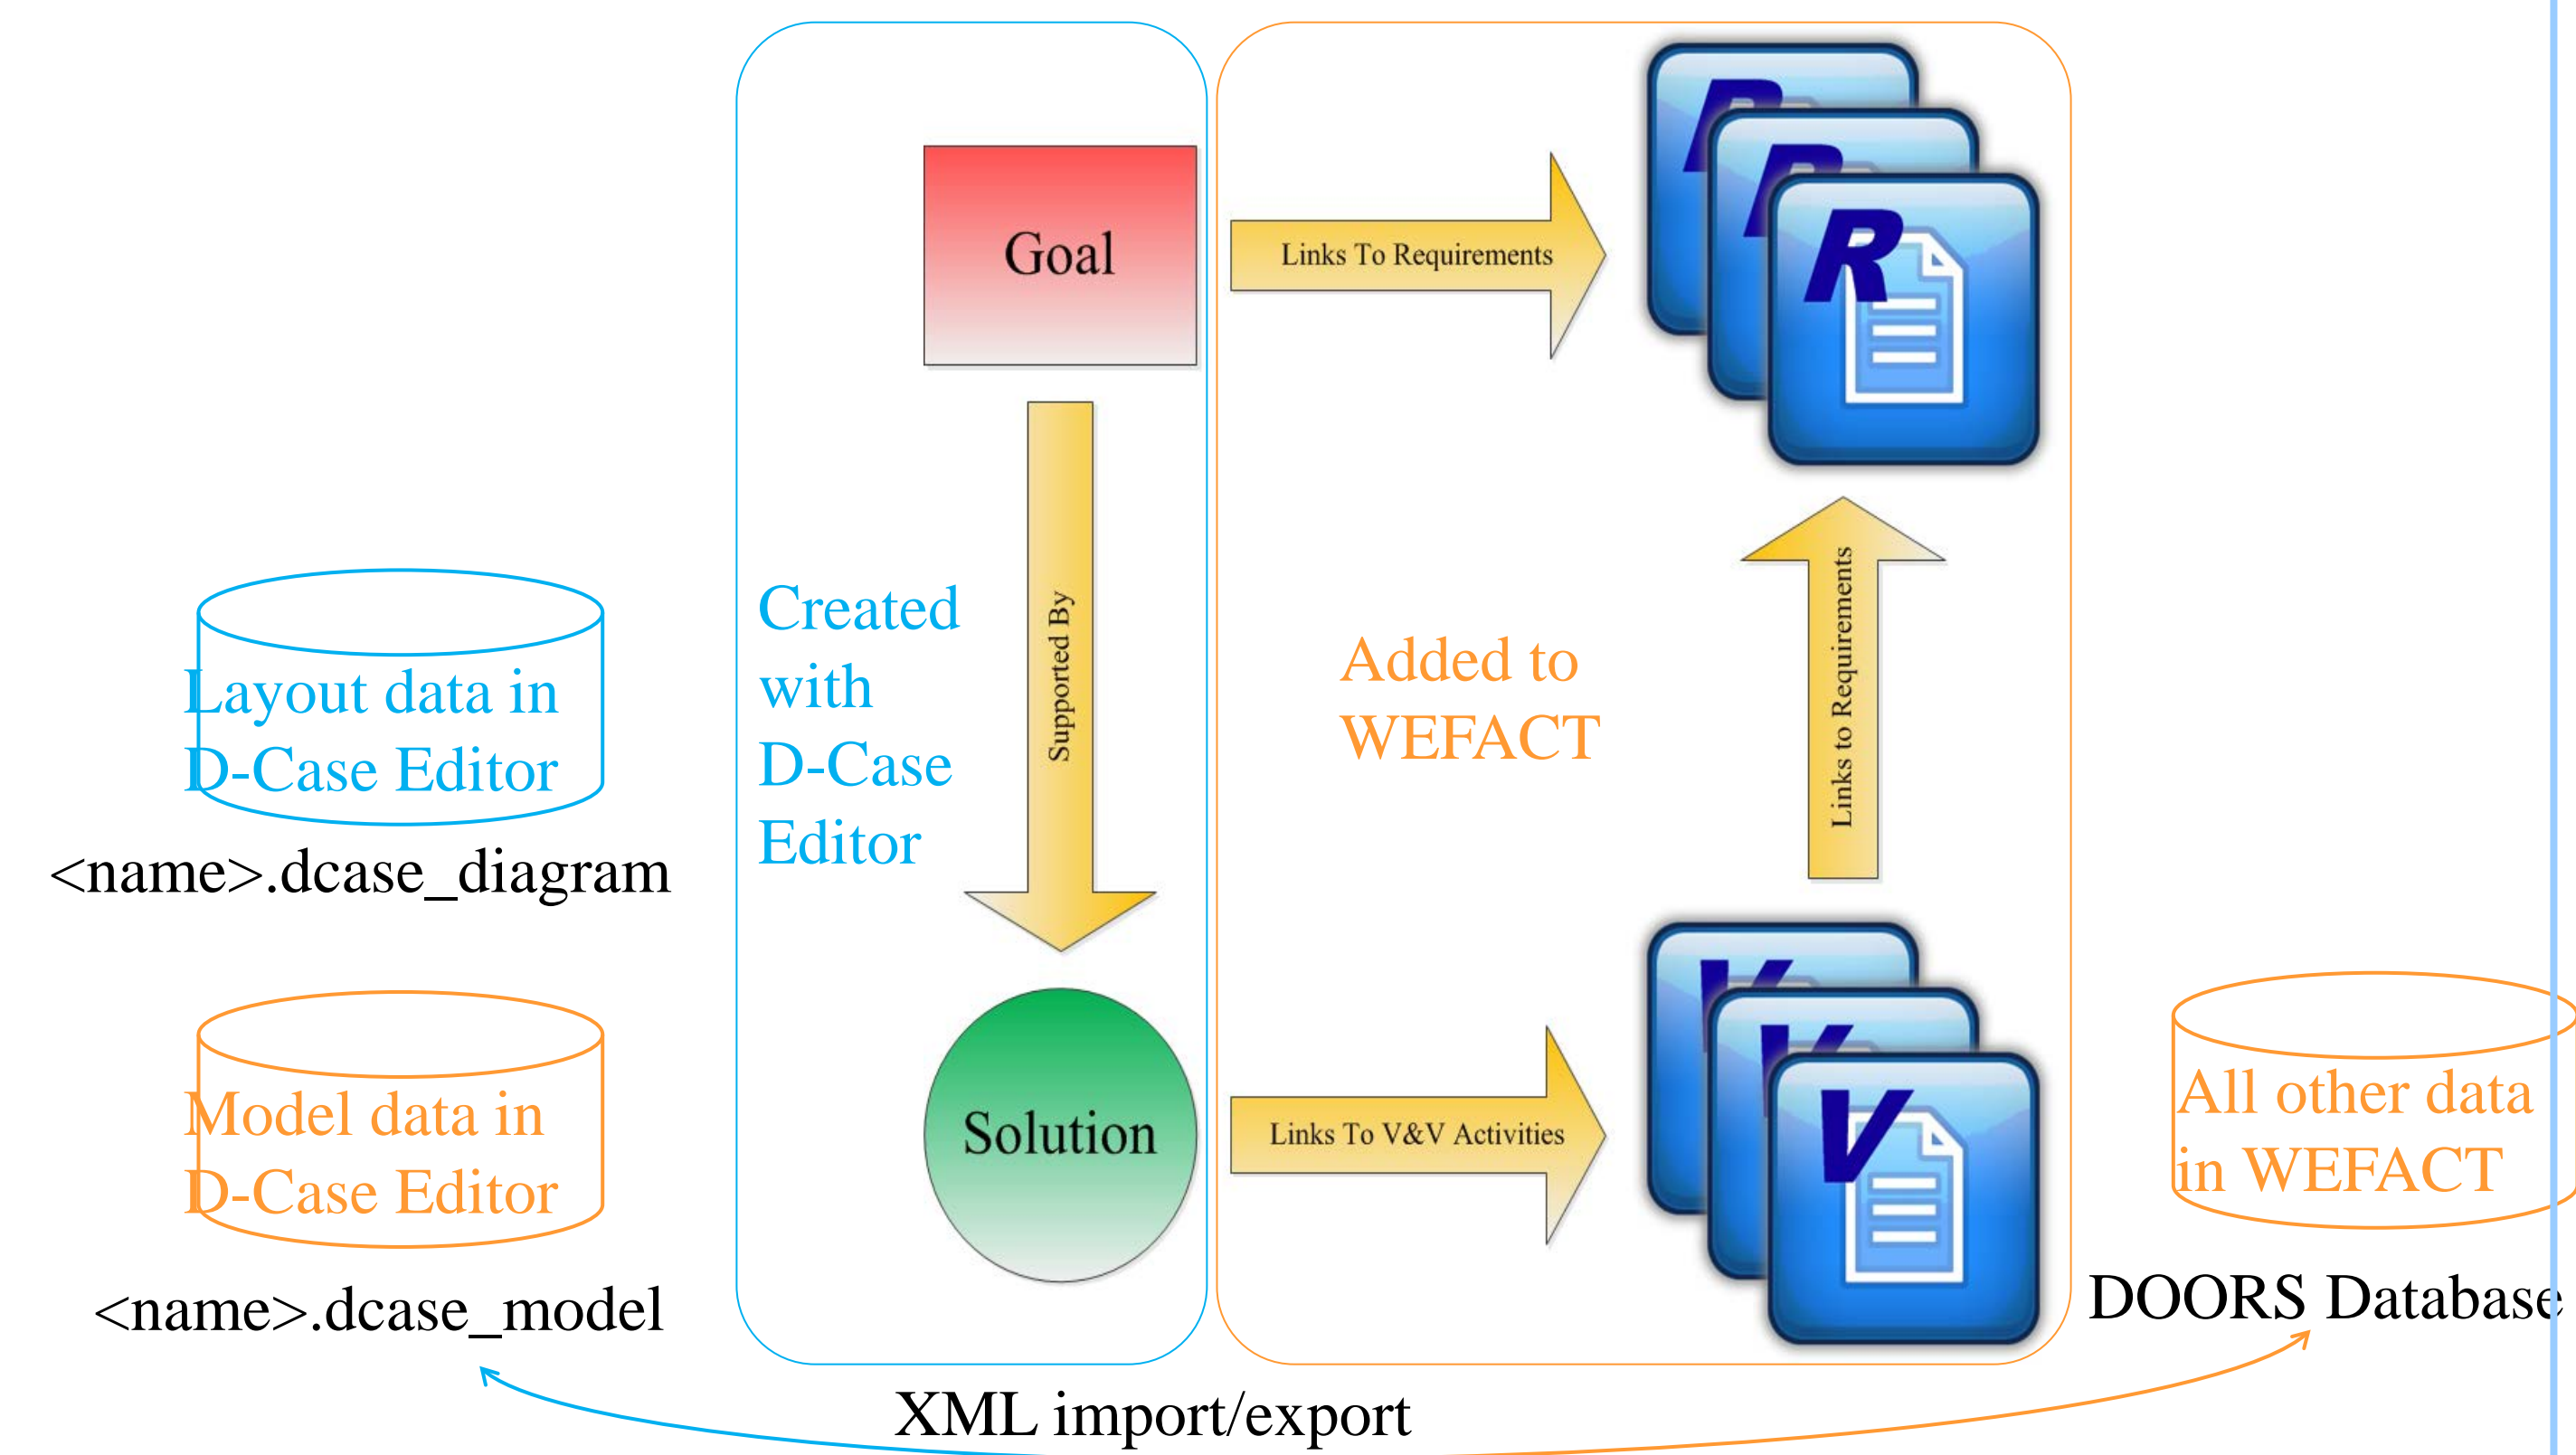 R
R
R
Goal
Links To Requirements
Created
with
D-Case
Editor
Supported By
Added to
WEFACT
Links to Requirements
Layout data in
D-Case Editor
<name>.dcase_diagram
Model data in
D-Case Editor
<name>.dcase_model
Solution
Links To V&V Activities
V
V
V
All other data
in WEFACT
DOORS Database
XML import/export